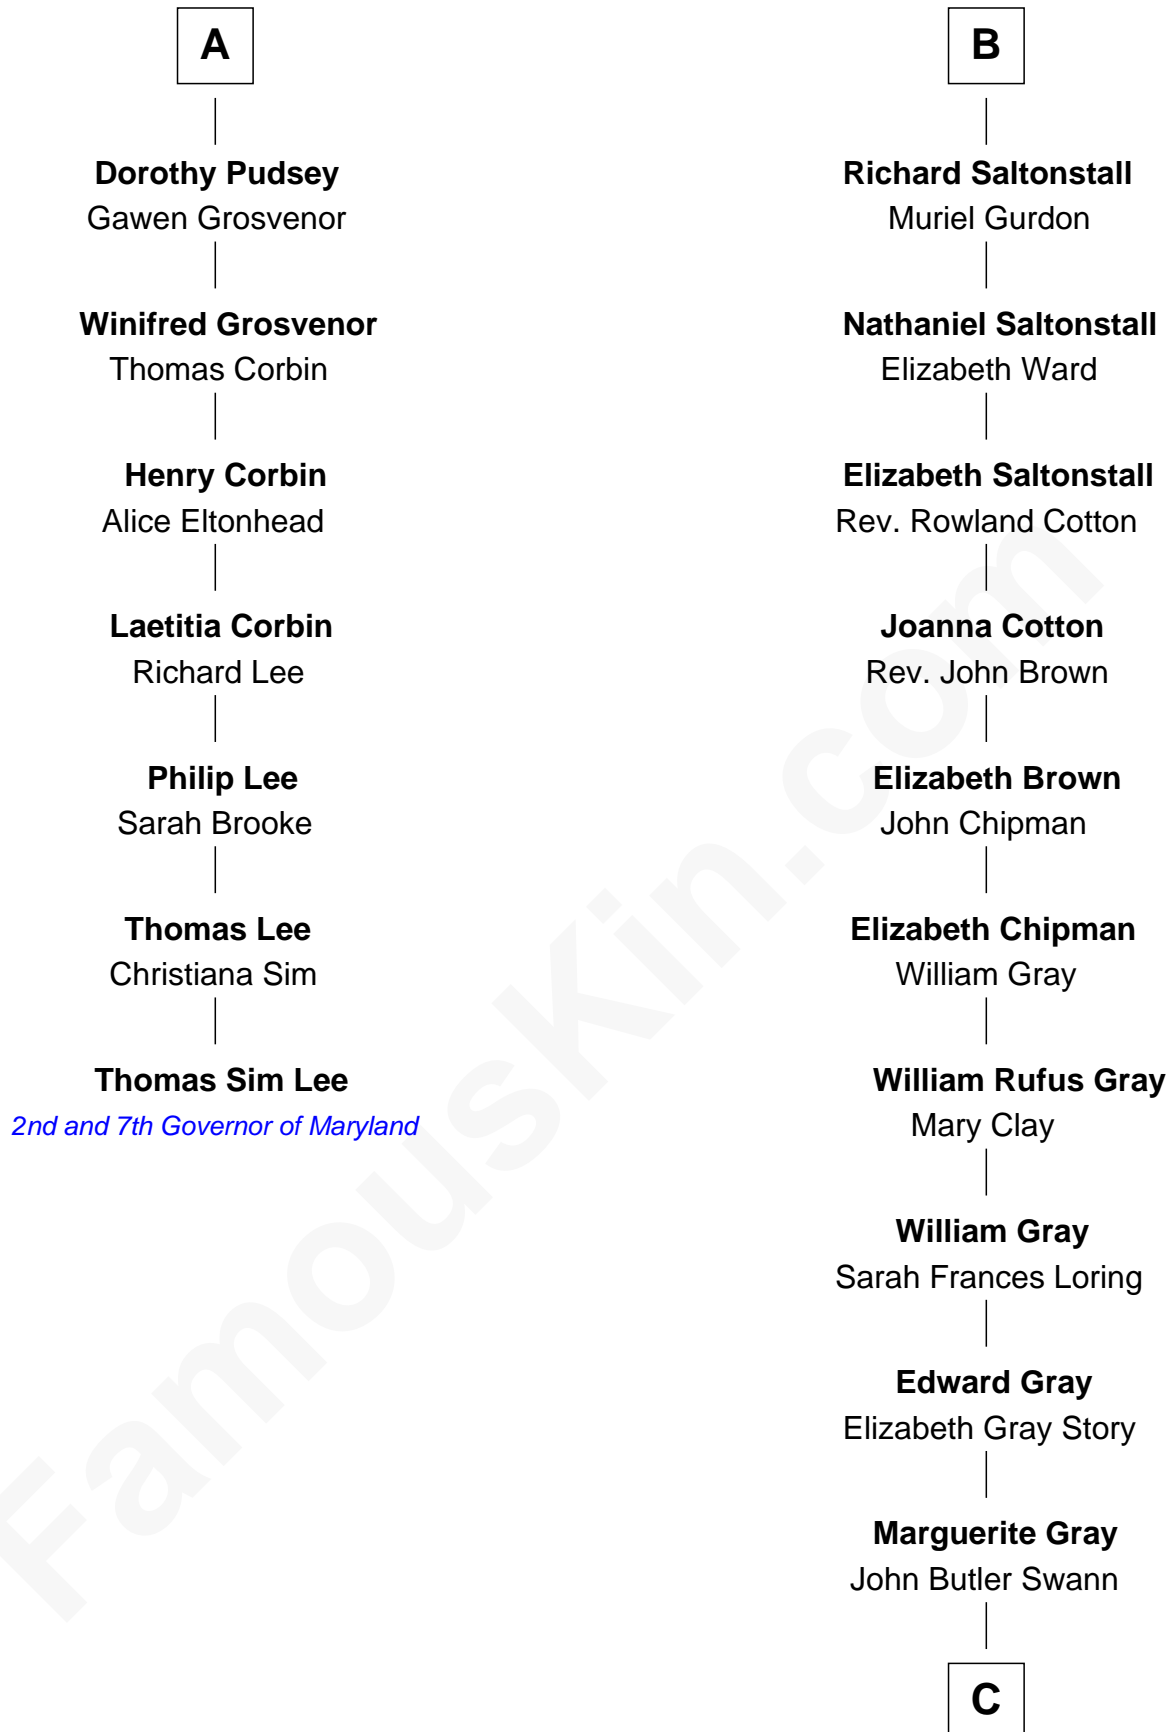 A
Dorothy Pudsey
Gawen Grosvenor
Winifred Grosvenor
Thomas Corbin
Henry Corbin
Alice Eltonhead
Laetitia Corbin
Richard Lee
Philip Lee
Sarah Brooke
Thomas Lee
Christiana Sim
Thomas Sim Lee
2nd and 7th Governor of Maryland
B
Richard Saltonstall
Muriel Gurdon
Nathaniel Saltonstall
Elizabeth Ward
Elizabeth Saltonstall
Rev. Rowland Cotton
Joanna Cotton
Rev. John Brown
Elizabeth Brown
John Chipman
Elizabeth Chipman
William Gray
William Rufus Gray
Mary Clay
William Gray
Sarah Frances Loring
Edward Gray
Elizabeth Gray Story
Marguerite Gray
John Butler Swann
C
FamousKin.com